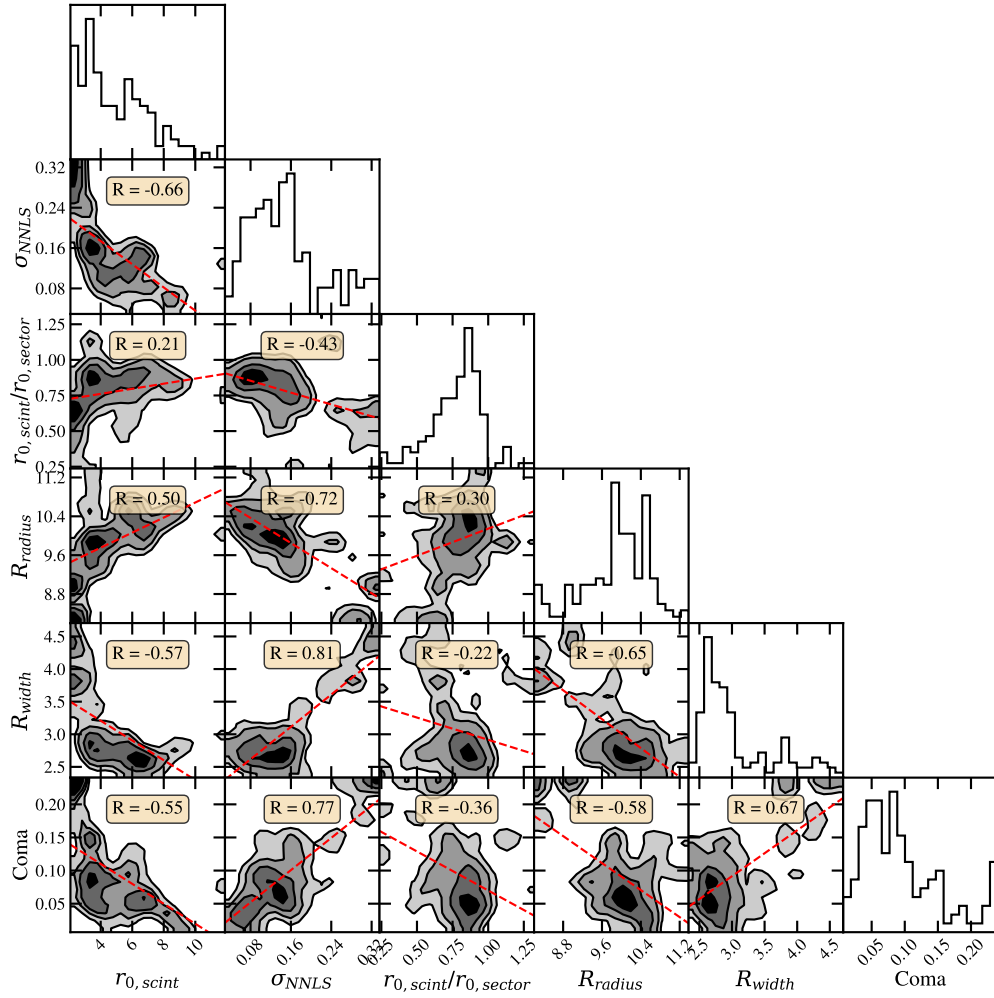 0.32
0.24
0.16
0.08
σ_NNLS
R = -0.66
1.25
1.00
0.75
0.50
0.25
r_0,scint/r_0,sector
R = 0.21
R = -0.43
11.2
10.4
9.6
8.8
R_radius
R = 0.50
R = -0.72
R = 0.30
4.5
4.0
3.5
3.0
2.5
R_width
R = -0.57
R = 0.81
R = -0.22
R = -0.65
0.20
0.15
0.10
0.05
Coma
R = -0.55
R = 0.77
R = -0.36
R = -0.58
R = 0.67
4 6 8 10
0.08 0.16 0.24 0.32
0.25 0.50 0.75 1.00 1.25
8.8 9.6 10.4 11.2
2.5 3.0 3.5 4.0 4.5
0.05 0.10 0.15 0.20
r_0,scint
σ_NNLS
r_0,scint/r_0,sector
R_radius
R_width
Coma